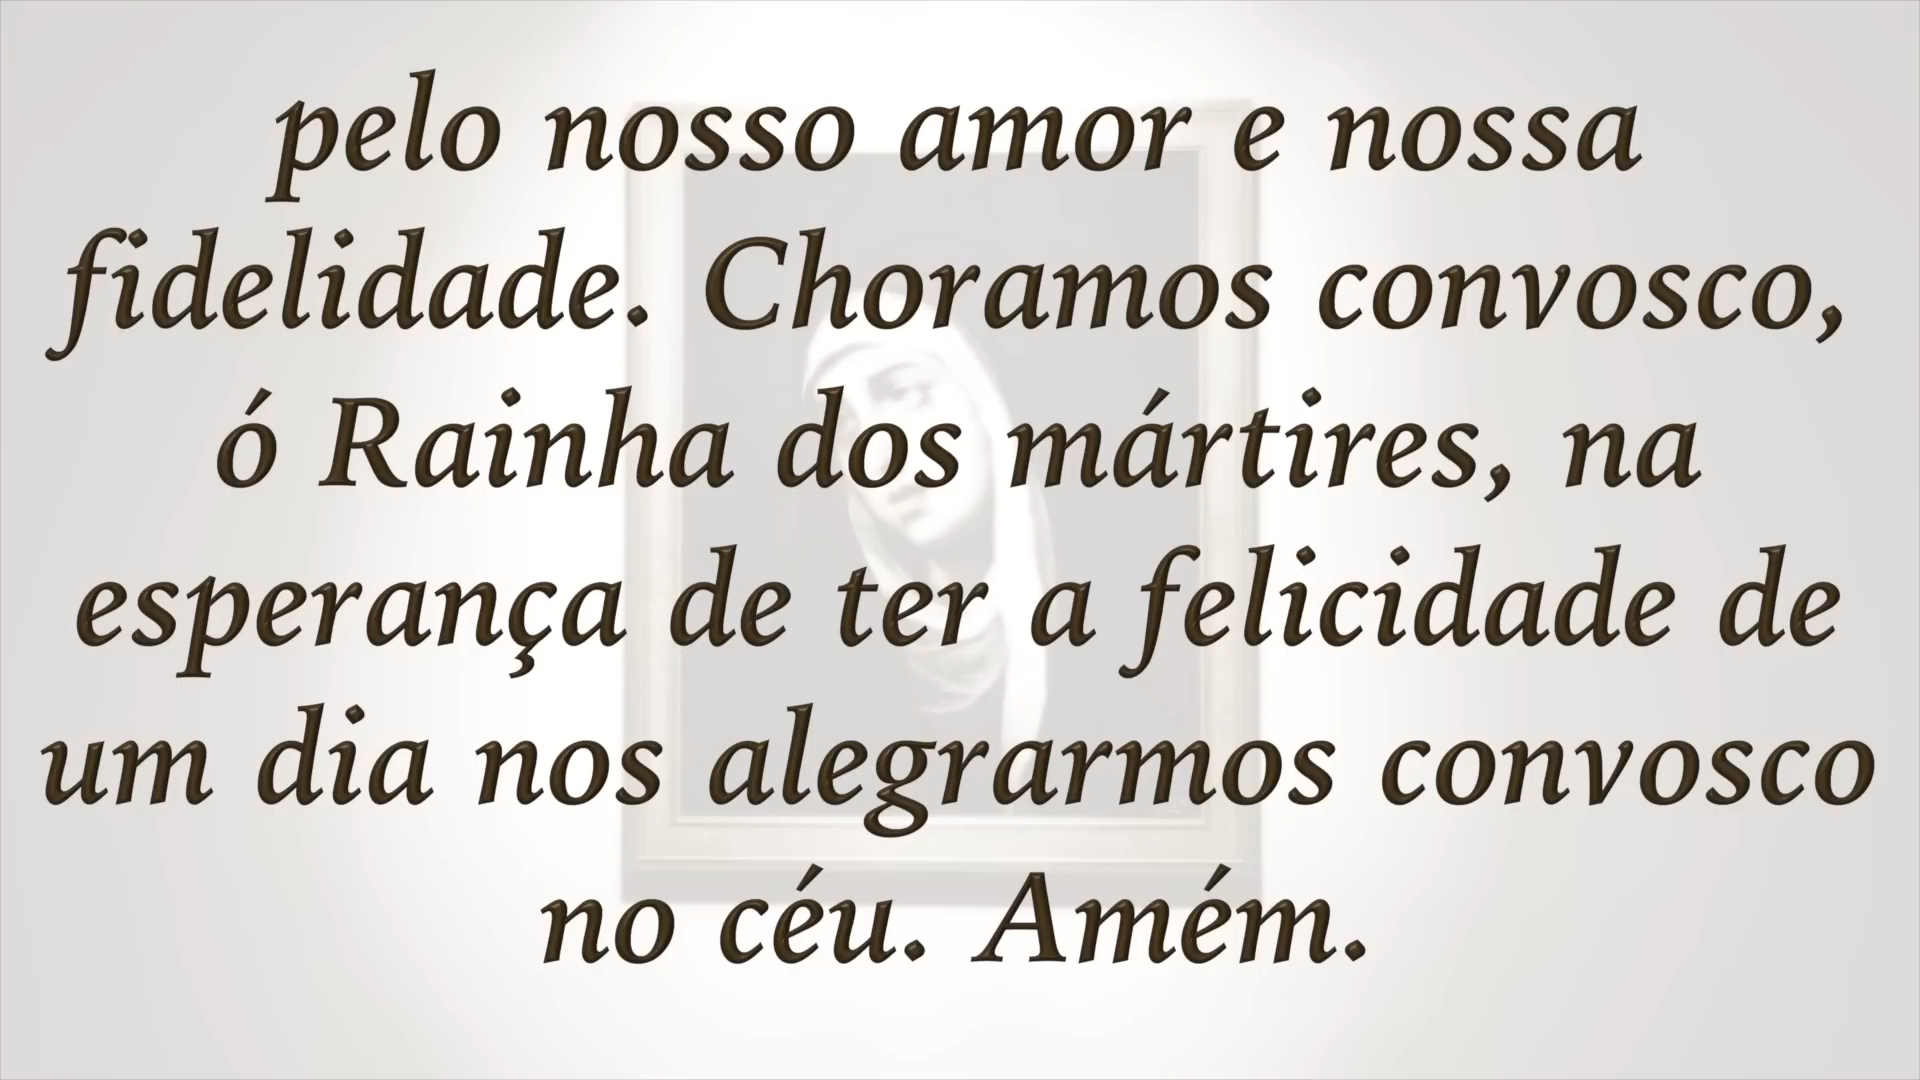 pelo nosso amor e nossa
fidelidade. Choramos convosco,
ó Rainha dos mártires, na
esperança de ter a felicidade de
um dia nos alegrarmos convosco
no céu. Amém.